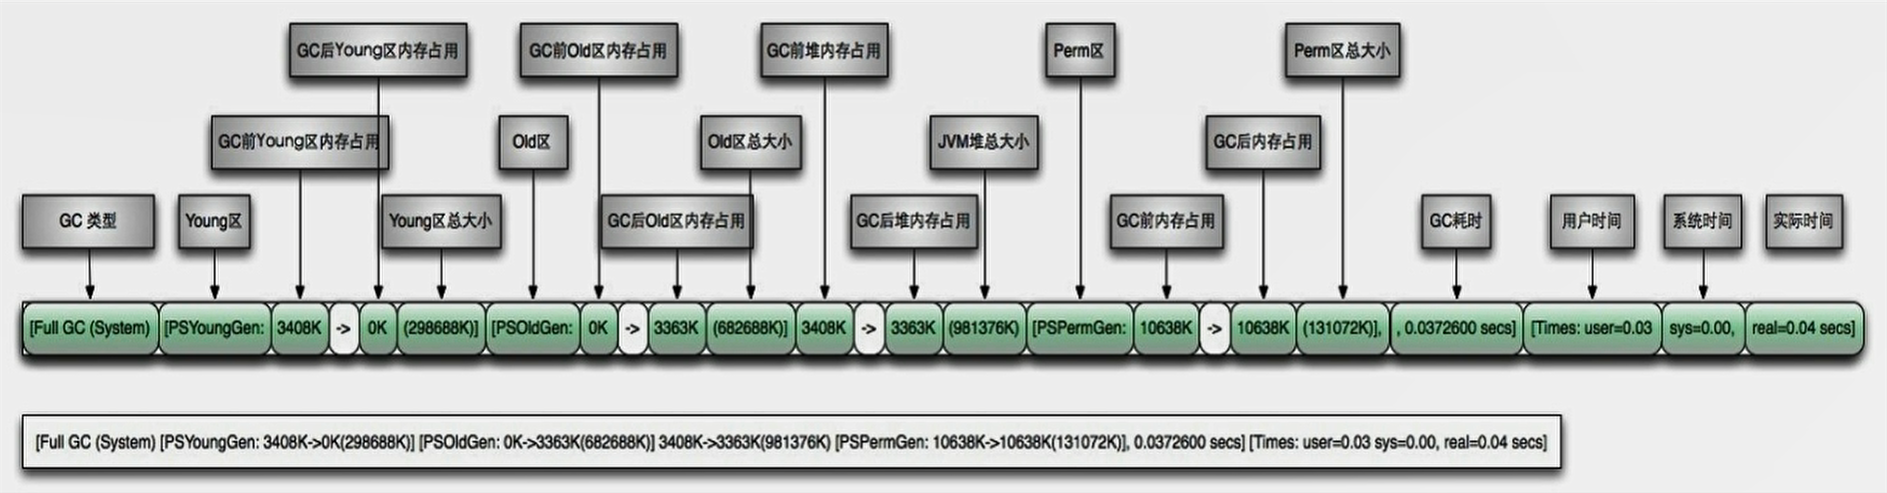 GC后Young区内存占用 GC前Old区内存占用 GC前堆内存占用 Perm区 Perm区总大小
GC前Young区内存占用 Old区 Old区总大小 JVM堆总大小 GC后内存占用
GC 类型 Young区 Young区总大小 GC后Old区内存占用 GC后堆内存占用 GC前内存占用 GC耗时 用户时间 系统时间 实际时间
[Full GC (System) [PSYoungGen: 3408K -> 0K (298688K)] [PSOldGen: 0K -> 3363K (682688K)] 3408K -> 3363K (981376K) [PSPermGen: 10638K -> 10638K (131072K)], , 0.0372600 secs] [Times: user=0.03 sys=0.00, real=0.04 secs]
[Full GC (System) [PSYoungGen: 3408K->0K(298688K)] [PSOldGen: 0K->3363K(682688K)] 3408K->3363K(981376K) [PSPermGen: 10638K->10638K(131072K)], 0.0372600 secs] [Times: user=0.03 sys=0.00, real=0.04 secs]